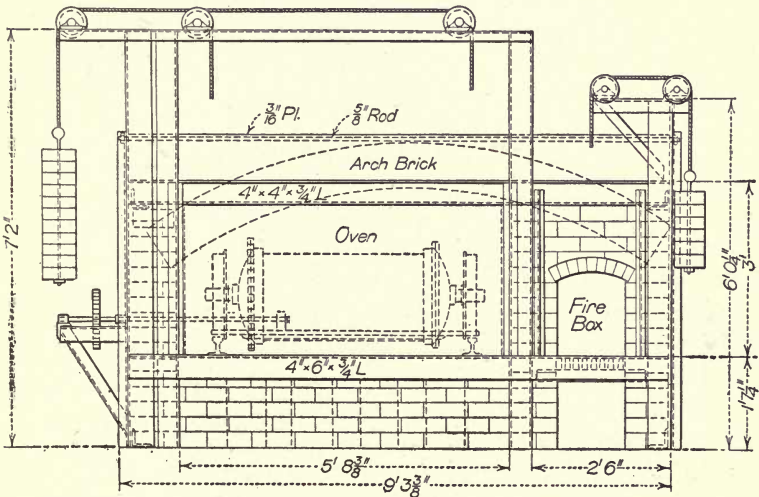 3/16" Pl.
5/8" Rod
Arch Brick
4"×4"×3/4" L
Oven
7' 2"
Fire
Box
6' 0 1/4"
3'
4"×6"×3/4" L
1' 7 1/4"
5' 8 3/8"
2' 6"
9' 3 3/8"